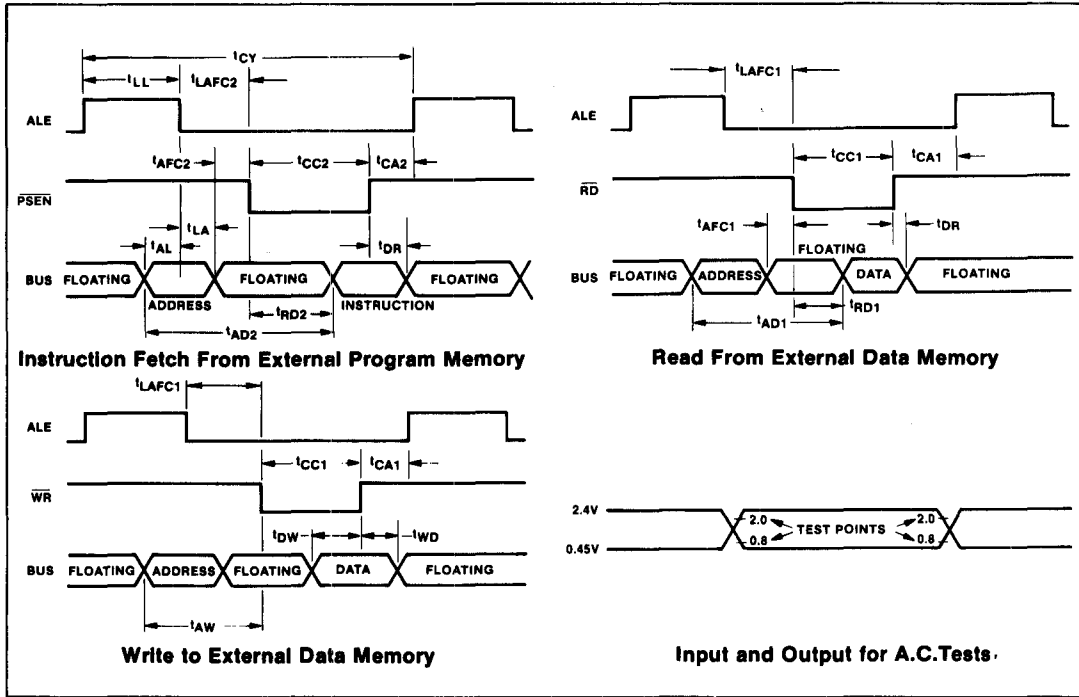 tCY
tLL
tLAFC2
ALE
tAFC2
tCC2
tCA2
PSEN
tAL
tLA
tDR
BUS
FLOATING
ADDRESS
FLOATING
INSTRUCTION
FLOATING
tRD2
tAD2
Instruction Fetch From External Program Memory
tLAFC1
ALE
tCC1
tCA1
RD
tAFC1
tDR
FLOATING
BUS
FLOATING
ADDRESS
DATA
FLOATING
tRD1
tAD1
Read From External Data Memory
tLAFC1
ALE
tCC1
tCA1
WR
tDW
tWD
BUS
FLOATING
ADDRESS
FLOATING
DATA
FLOATING
tAW
Write to External Data Memory
2.4V
2.0
TEST POINTS
2.0
0.8
0.8
0.45V
Input and Output for A.C.Tests.